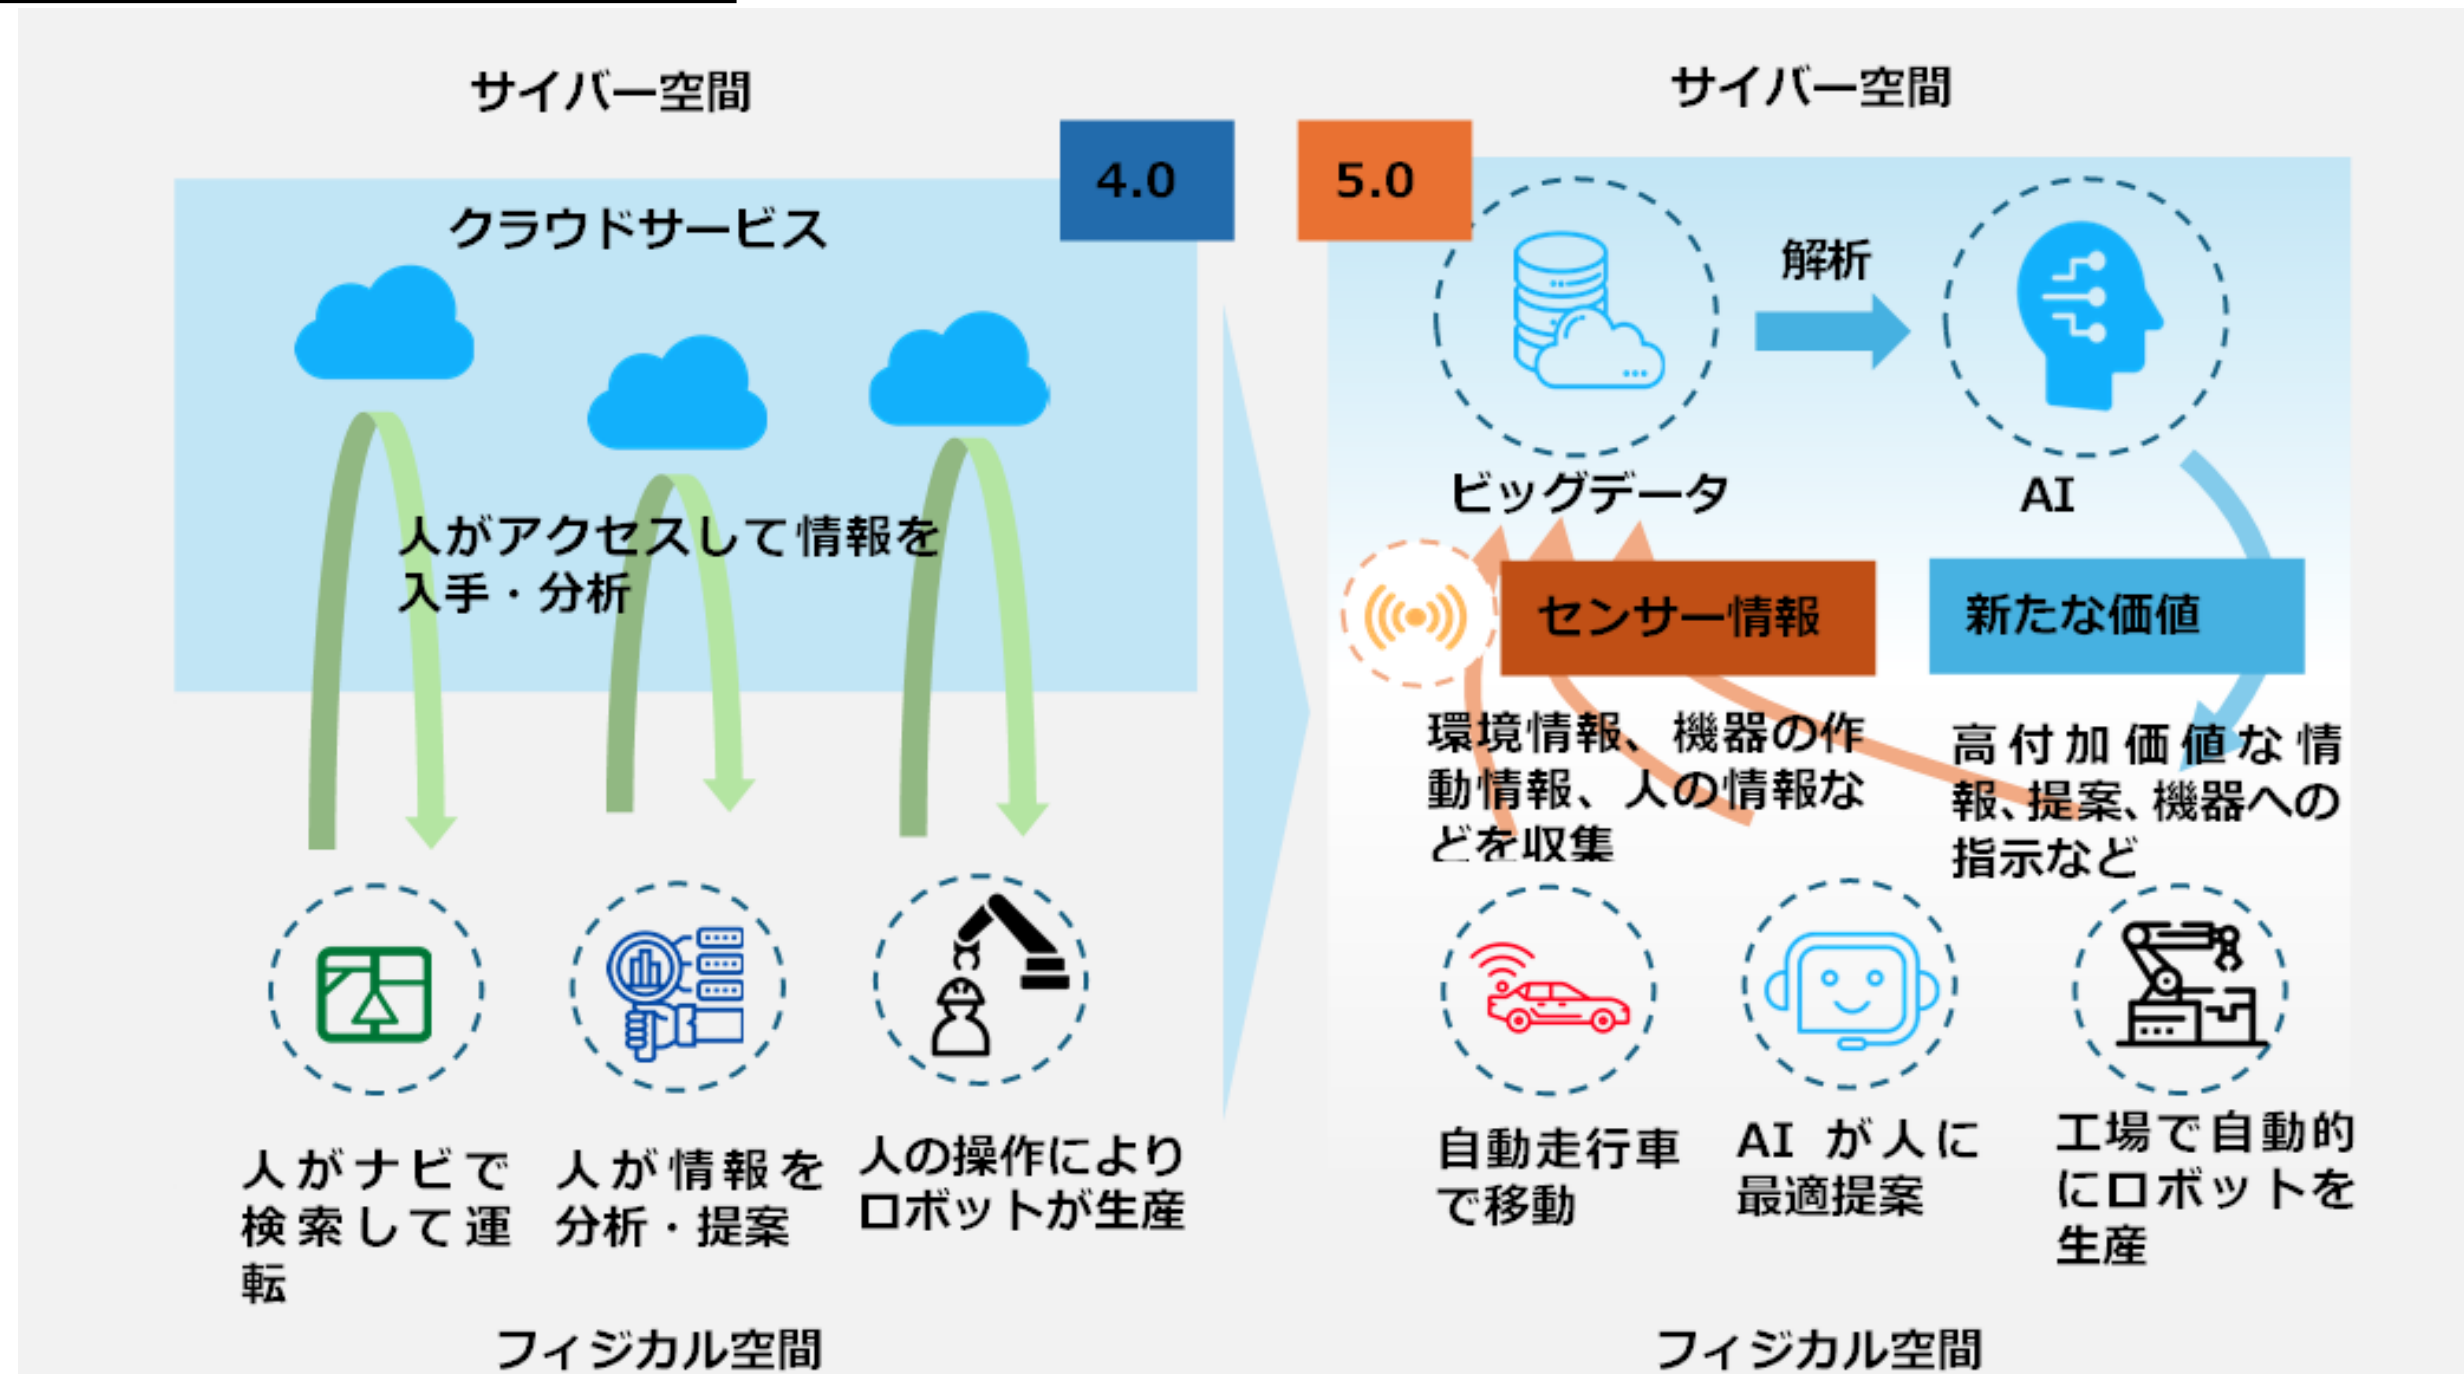 サイバー空間
4.0
クラウドサービス
人がアクセスして情報を
入手・分析
人がナビで
検索して運
転
人が情報を
分析・提案
人の操作により
ロボットが生産
フィジカル空間
サイバー空間
5.0
解析
ビッグデータ
AI
センサー情報
新たな価値
環境情報、機器の作
動情報、人の情報な
どを収集
高付加価値な情
報、提案、機器への
指示など
自動走行車
で移動
AI が人に
最適提案
工場で自動的
にロボットを
生産
フィジカル空間